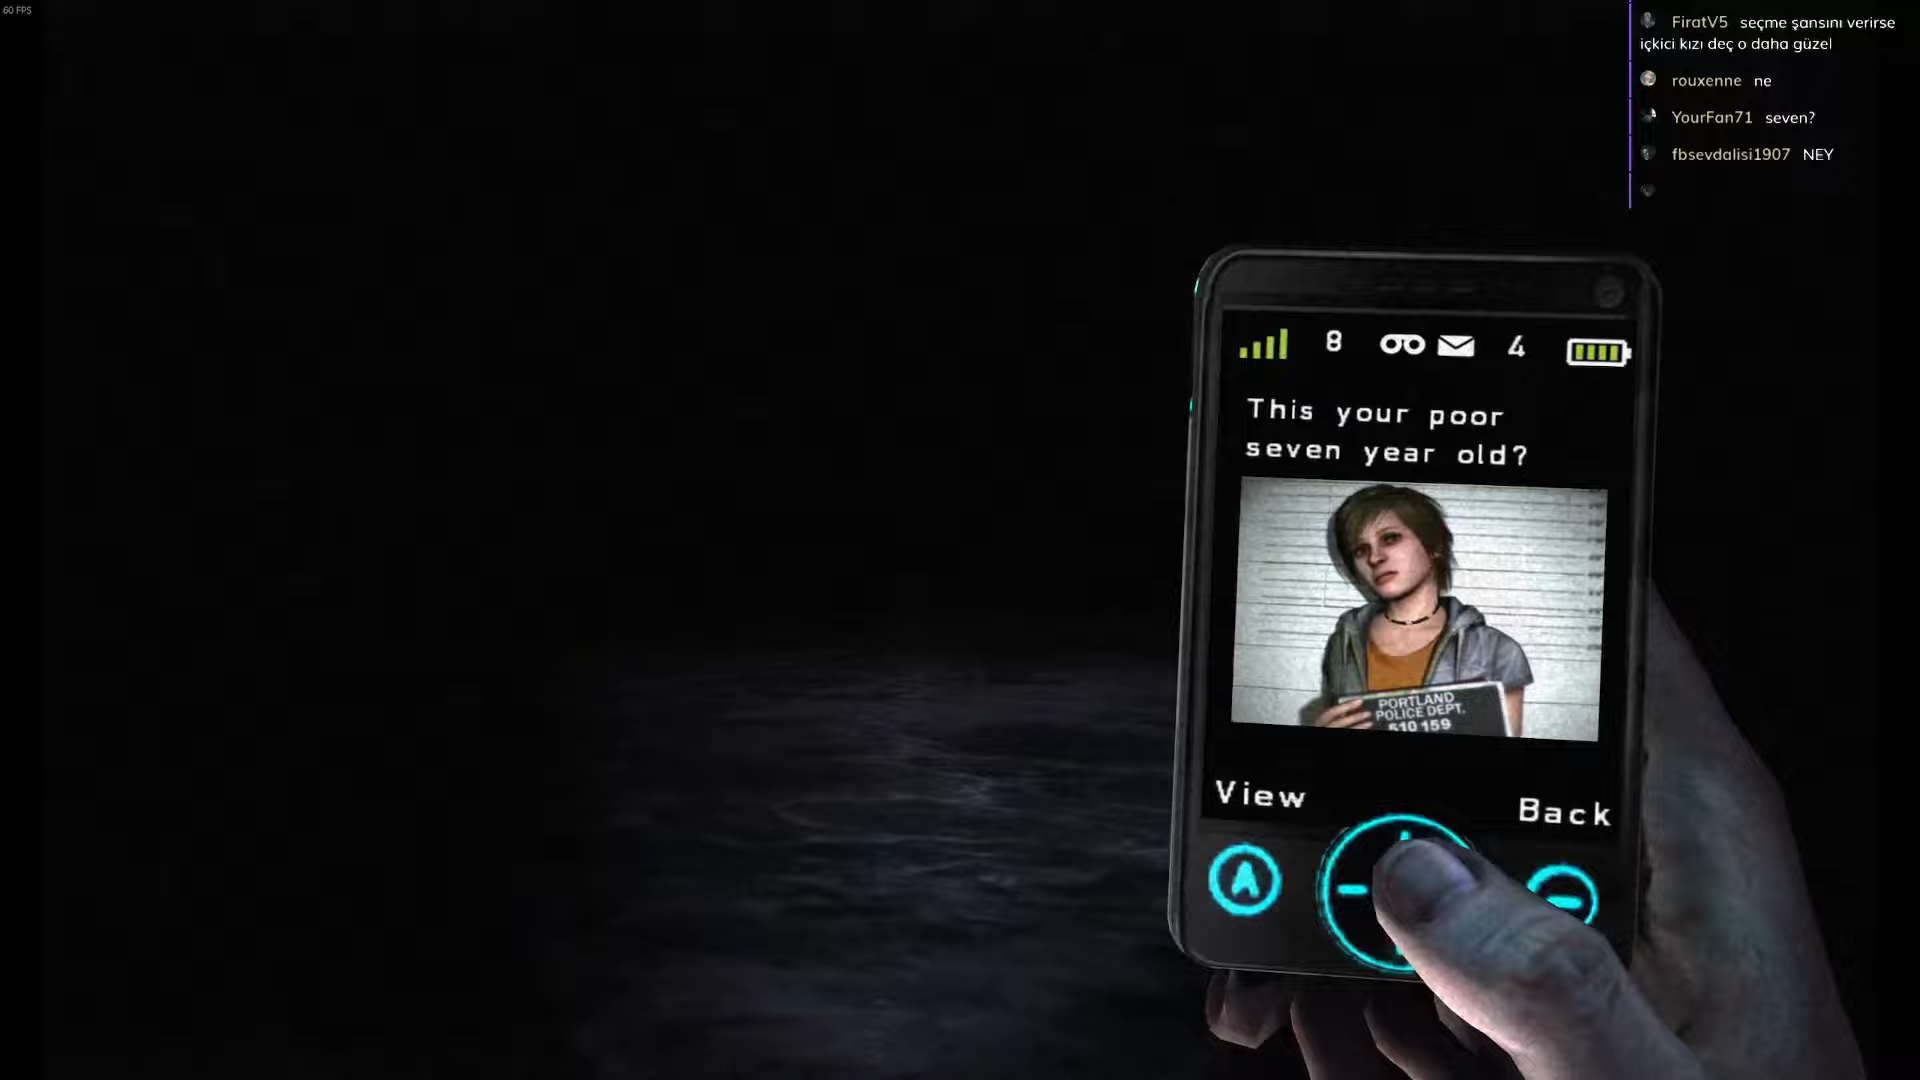 60 FPS
FiratV5 seçme şansını verirse
içkici kızı deç o daha güzel
rouxenne ne
YourFan71 seven?
fbsevdalisi1907 NEY
8 4
This your poor
seven year old?
PORTLAND
POLICE DEPT.
510 159
View Back
A